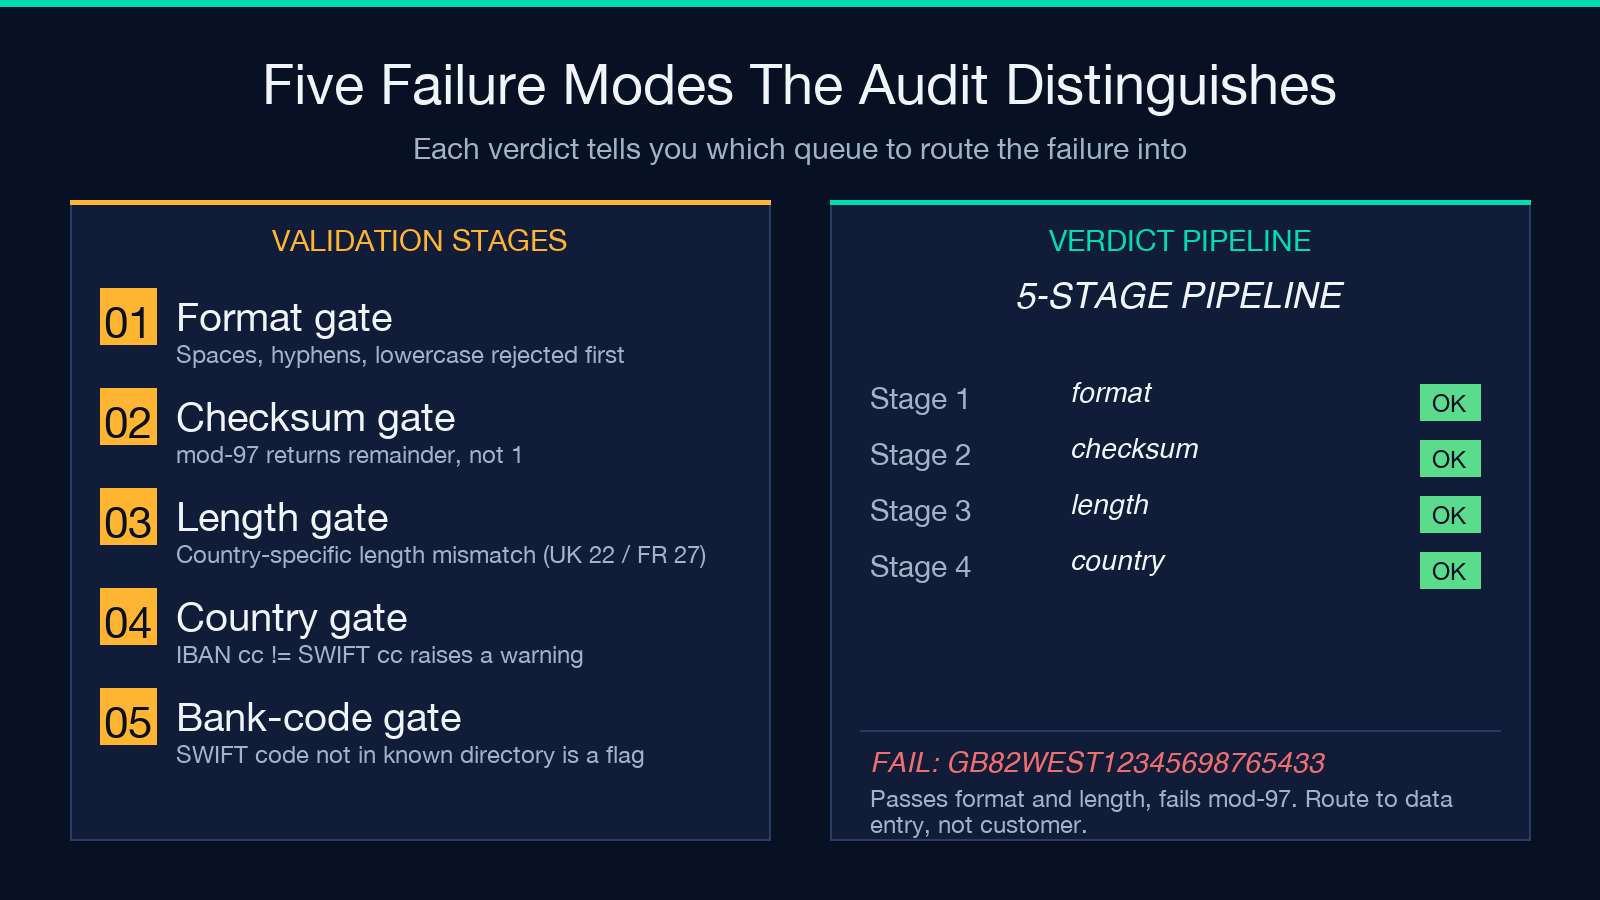 Five Failure Modes The Audit Distinguishes
Each verdict tells you which queue to route the failure into
VALIDATION STAGES
01
Format gate
Spaces, hyphens, lowercase rejected first
02
Checksum gate
mod-97 returns remainder, not 1
03
Length gate
Country-specific length mismatch (UK 22 / FR 27)
04
Country gate
IBAN cc != SWIFT cc raises a warning
05
Bank-code gate
SWIFT code not in known directory is a flag
VERDICT PIPELINE
5-STAGE PIPELINE
Stage 1 format OK
Stage 2 checksum OK
Stage 3 length OK
Stage 4 country OK
FAIL: GB82WEST12345698765433
Passes format and length, fails mod-97. Route to data
entry, not customer.